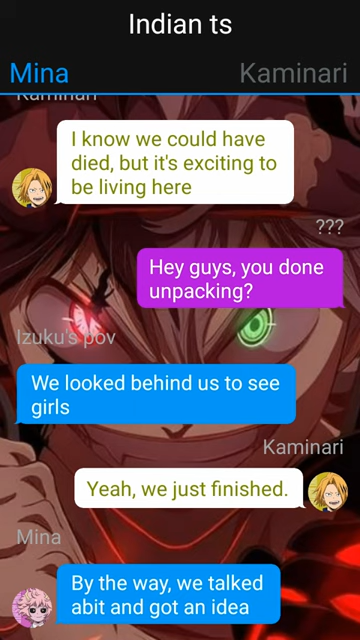 Indian ts
Mina
Kaminari
Kaminari
I know we could have
died, but it's exciting to
be living here
???
Hey guys, you done
unpacking?
Izuku's pov
We looked behind us to see
girls
Kaminari
Yeah, we just finished.
Mina
By the way, we talked
abit and got an idea